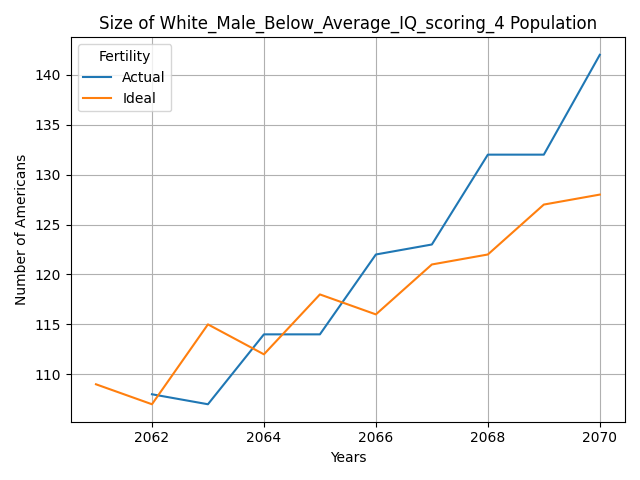 Size of White_Male_Below_Average_IQ_scoring_4 Population
Fertility
Actual
Ideal
140
135
130
125
120
115
110
Number of Americans
2062 2064 2066 2068 2070
Years